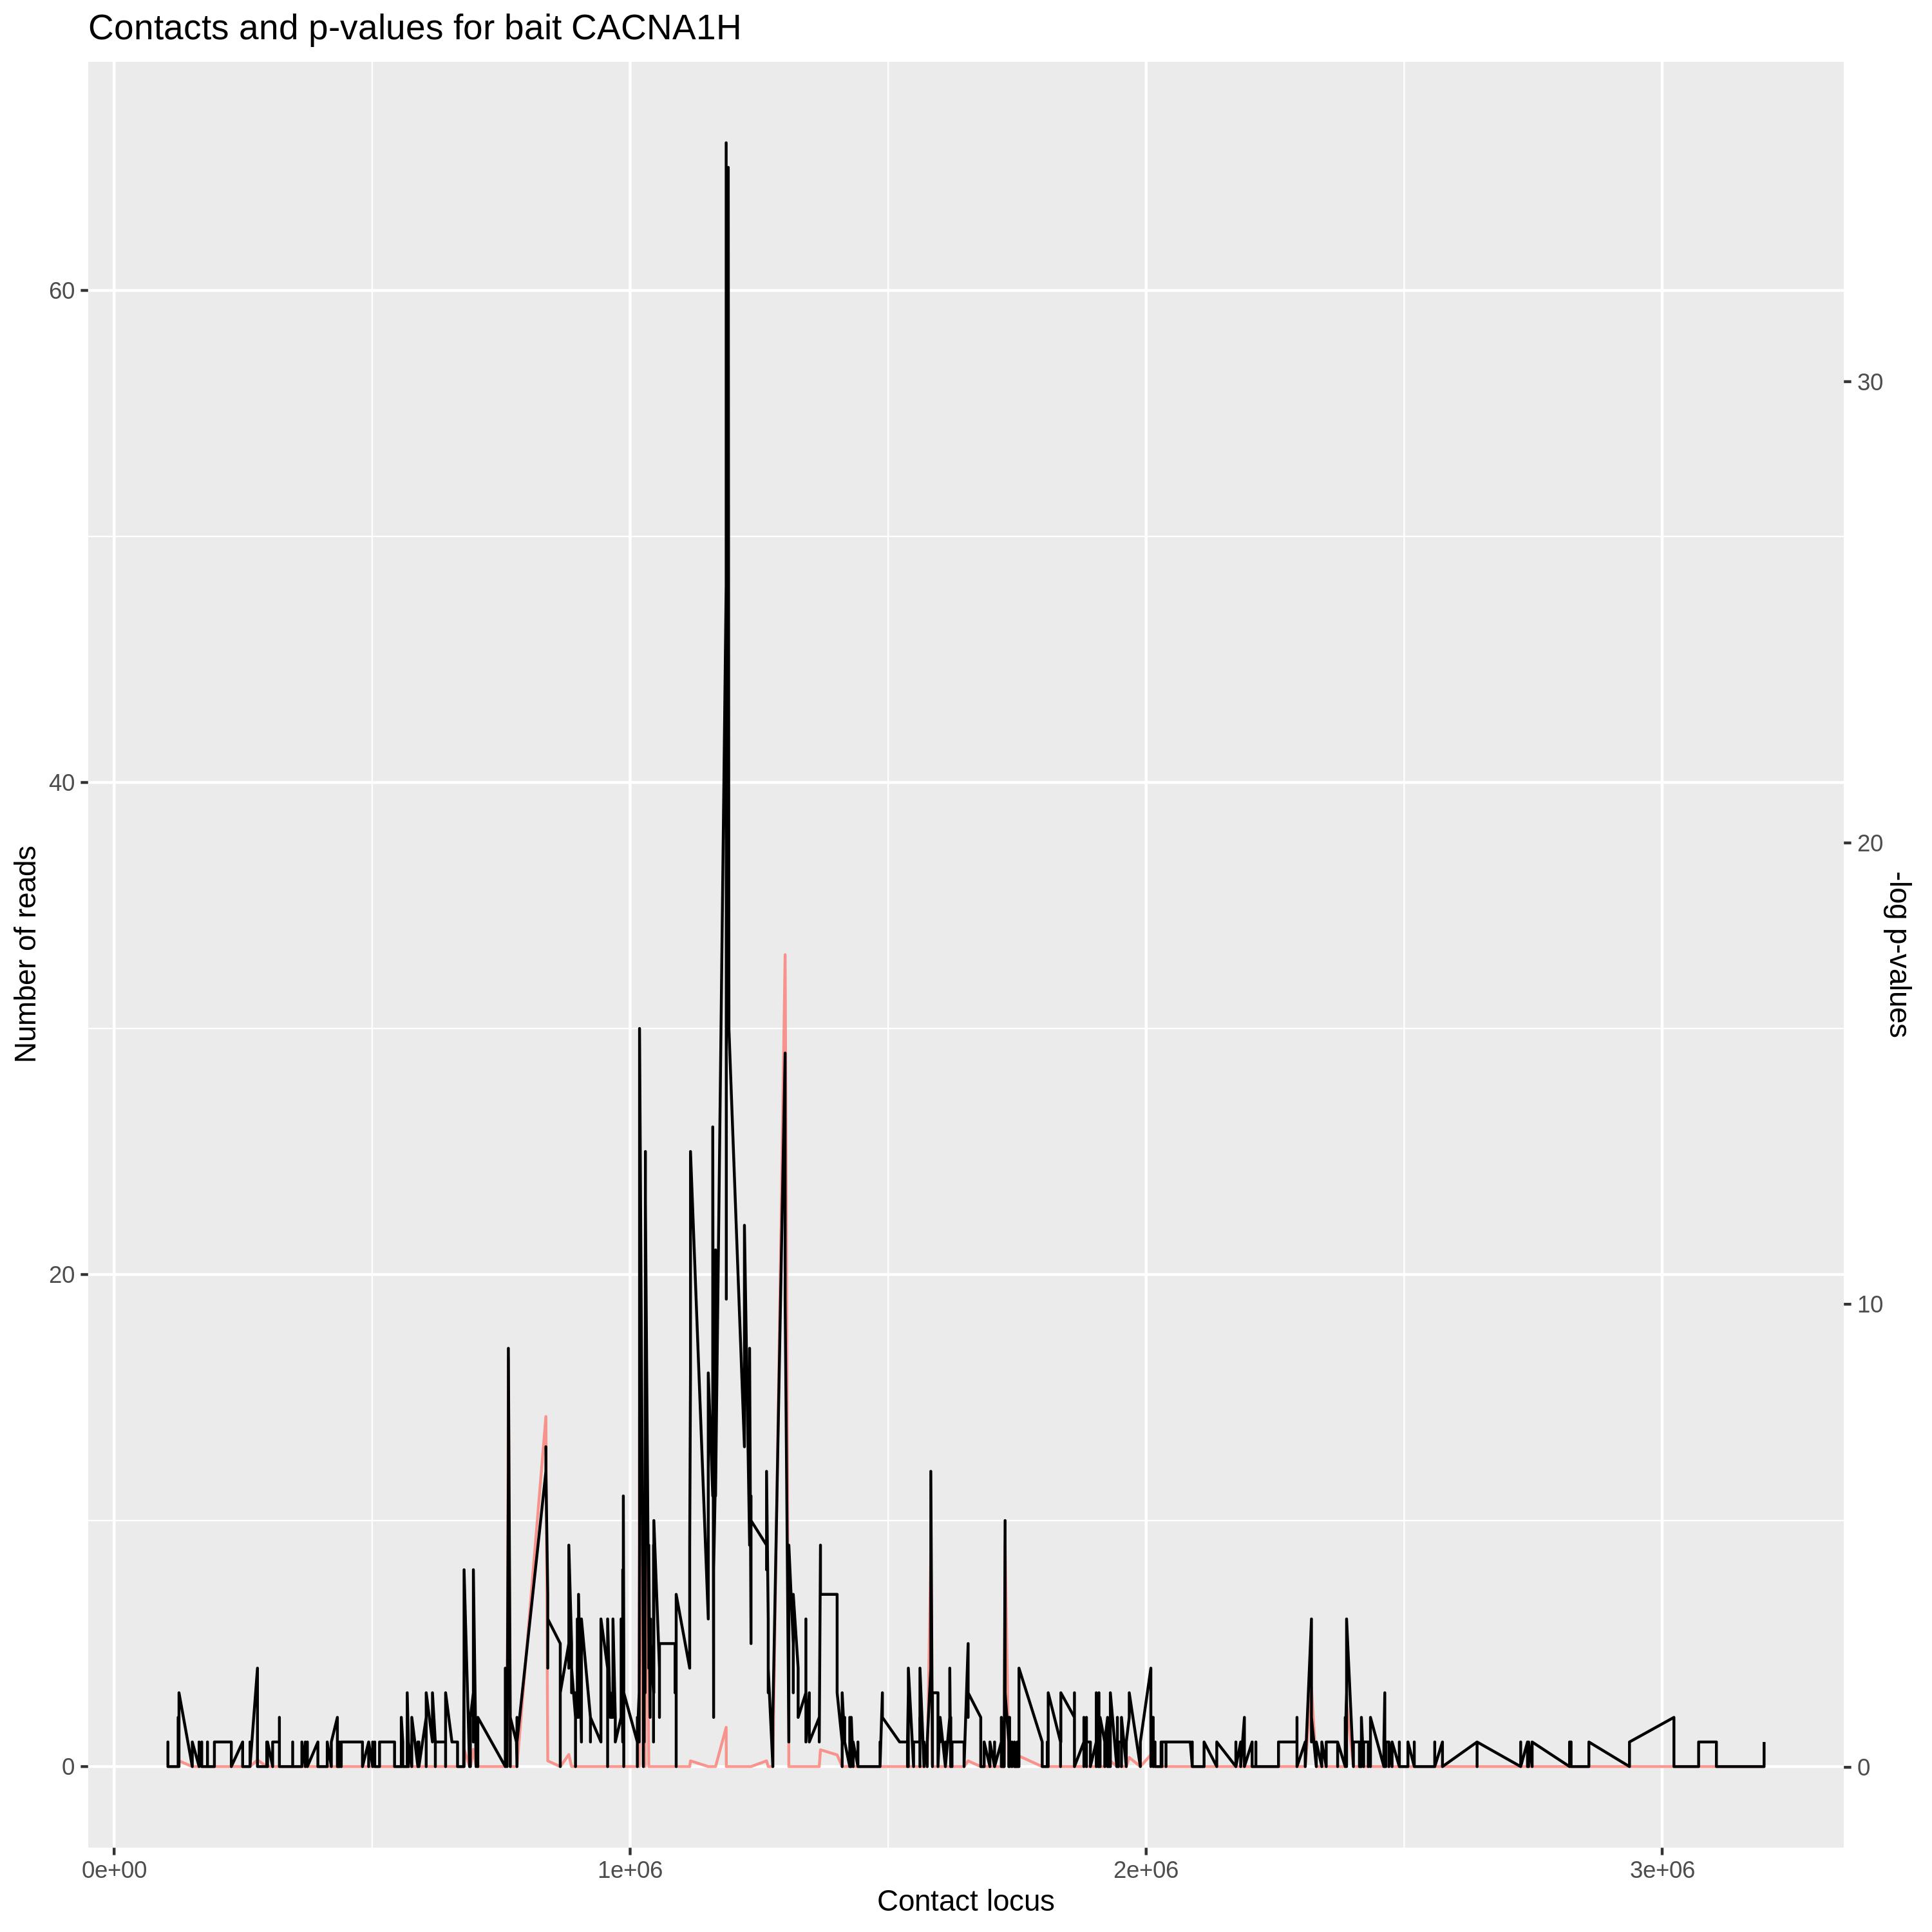 Contacts and p-values for bait CACNA1H
Number of reads
60
40
20
0
30
20
10
0
-log p-values
0e+00 1e+06 2e+06 3e+06
Contact locus